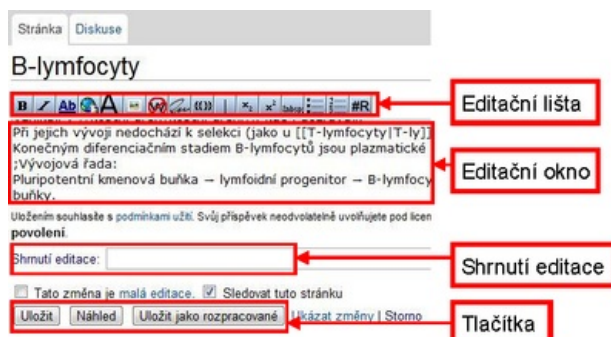 Stránka Diskuse
B-lymfocyty
B I Ab A x₂ x² #R
Editační lišta
Při jejich vývoji nedochází k selekci (jako u [[T-lymfocyty|T-ly]]
Konečným diferenciačním stadiem B-lymfocytů jsou plazmatické
;Vývojová řada:
Pluripotentní kmenová buňka → lymfoidní progenitor → B-lymfocy
buňky.
Editační okno
Uložením souhlasíte s podmínkami užití. Svůj příspěvek neodvolatelně uvolňujete pod licen
povolení.
Shrnutí editace:
Shrnutí editace
Tato změna je malá editace. Sledovat tuto stránku
Uložit Náhled Uložit jako rozpracované Ukázat změny | Storno
Tlačítka